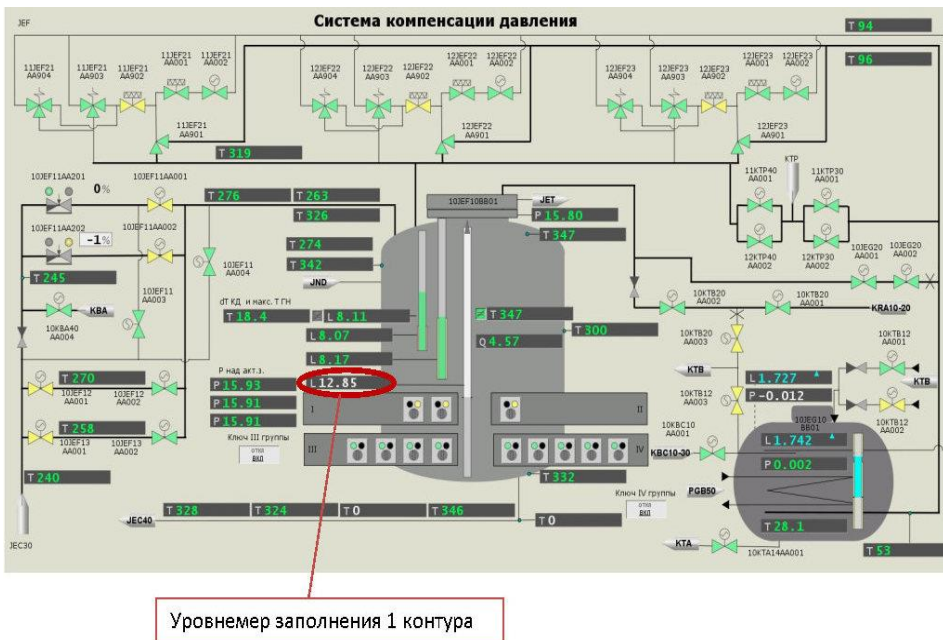 JEF
Система компенсации давления
T 94
T 96
11JEF21 AA904
11JEF21 AA903
11JEF21 AA902
11JEF21 AA001
11JEF21 AA002
12JEF22 AA904
12JEF22 AA903
12JEF22 AA902
12JEF22 AA001
12JEF22 AA002
12JEF23 AA904
12JEF23 AA903
12JEF23 AA902
12JEF23 AA001
12JEF23 AA002
11JEF21 AA901
12JEF22 AA901
12JEF23 AA901
T 319
10JEF11AA201
0%
10JEF11AA001
T 276
T 263
T 326
10JEF10BB01
JET
P 15.80
T 347
11KTP40 AA001
KTP
11KTP30 AA001
10JEF11AA202
-1%
10JEF11AA002
T 245
10JEF11 AA004
T 274
T 342
JND
12KTP40 AA002
12KTP30 AA002
10JEG20 AA001
10JEG20 AA002
10JEF11 AA003
KBA
10KBA40 AA004
dT КД и макс. Т ГН
T 18.4
L 8.11
L 8.07
L 8.17
T 347
Q 4.57
T 300
10KTB20 AA002
10KTB20 AA001
KRA10-20
10KTB20 AA003
KTB
10KTB12 AA003
10KTB12 AA001
KTB
10KTB12 AA002
L 1.727
P -0.012
T 270
10JEF12 AA001
10JEF12 AA002
T 258
10JEF13 AA001
10JEF13 AA002
T 240
P над акт.з.
P 15.93
P 15.91
P 15.91
L 12.85
I
II
III
IV
Ключ III группы
откл
вкл
Ключ IV группы
откл
вкл
T 332
10KBC10 AA001
KBC10-30
10JEG10 BB01
L 1.742
P 0.002
PGB50
T 28.1
KTA
10KTA14AA001
T 53
JEC40
T 328
T 324
T 0
T 346
T 0
JEC30
Уровнемер заполнения 1 контура